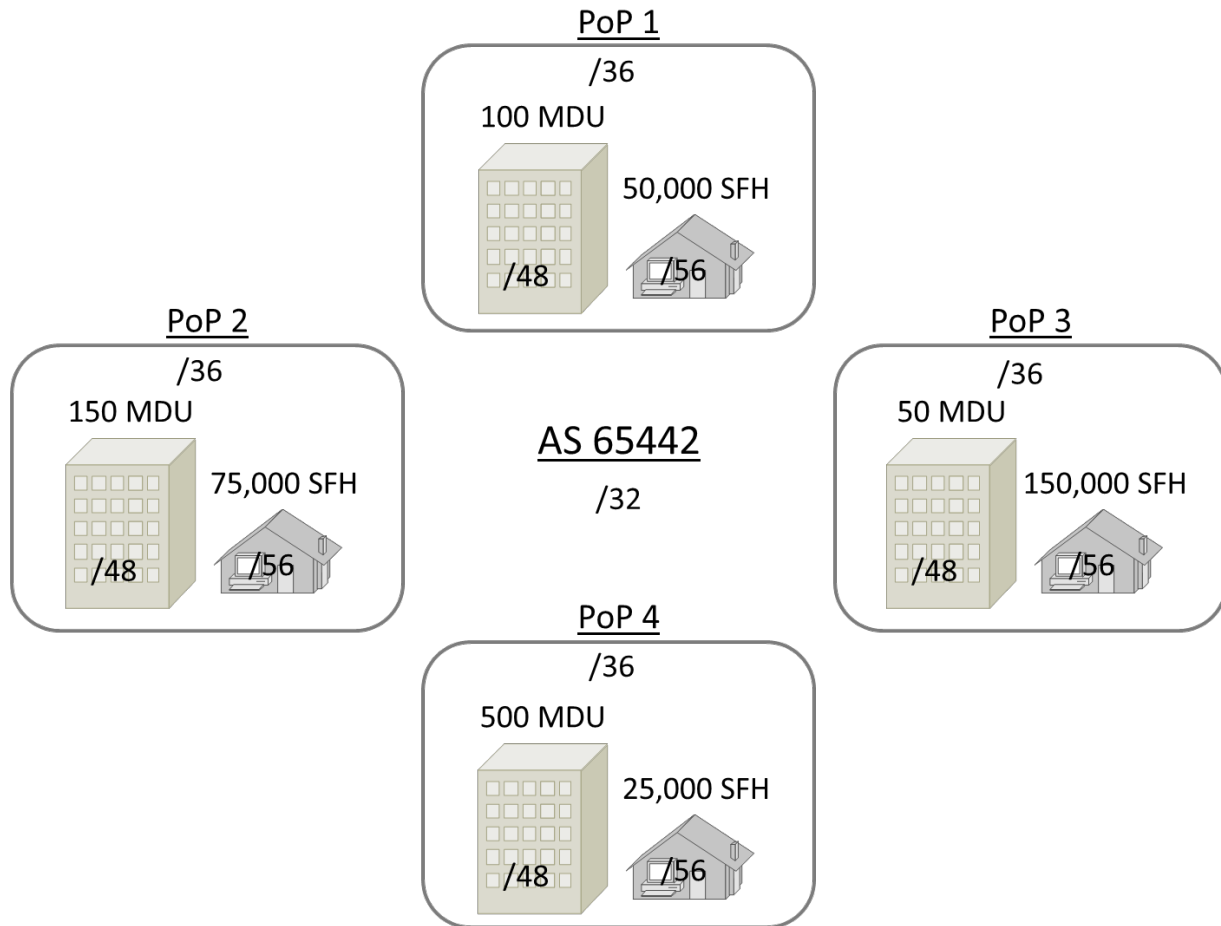 PoP 1
/36
100 MDU
50,000 SFH
/48
/56
PoP 2
/36
150 MDU
75,000 SFH
/48
/56
AS 65442
/32
PoP 3
/36
50 MDU
150,000 SFH
/48
/56
PoP 4
/36
500 MDU
25,000 SFH
/48
/56